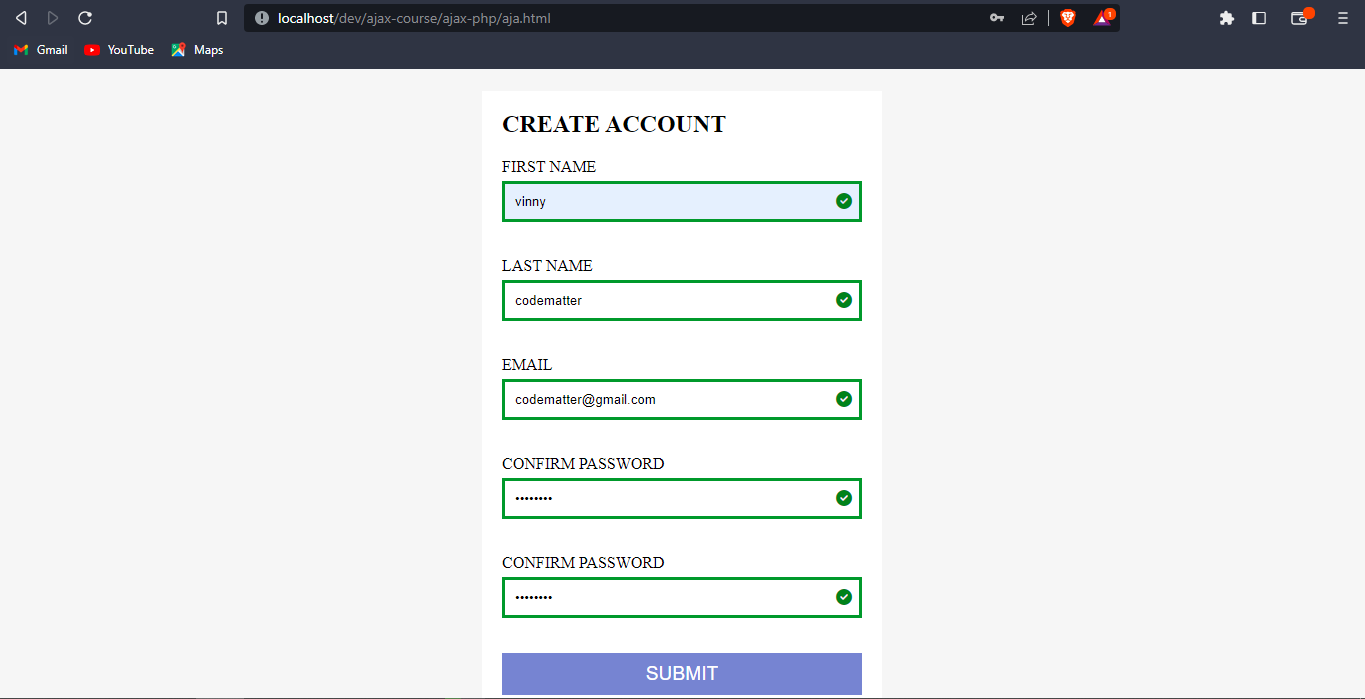 localhost/dev/ajax-course/ajax-php/aja.html
1
Gmail YouTube Maps
CREATE ACCOUNT
FIRST NAME
vinny
LAST NAME
codematter
EMAIL
codematter@gmail.com
CONFIRM PASSWORD
••••••••
CONFIRM PASSWORD
••••••••
SUBMIT